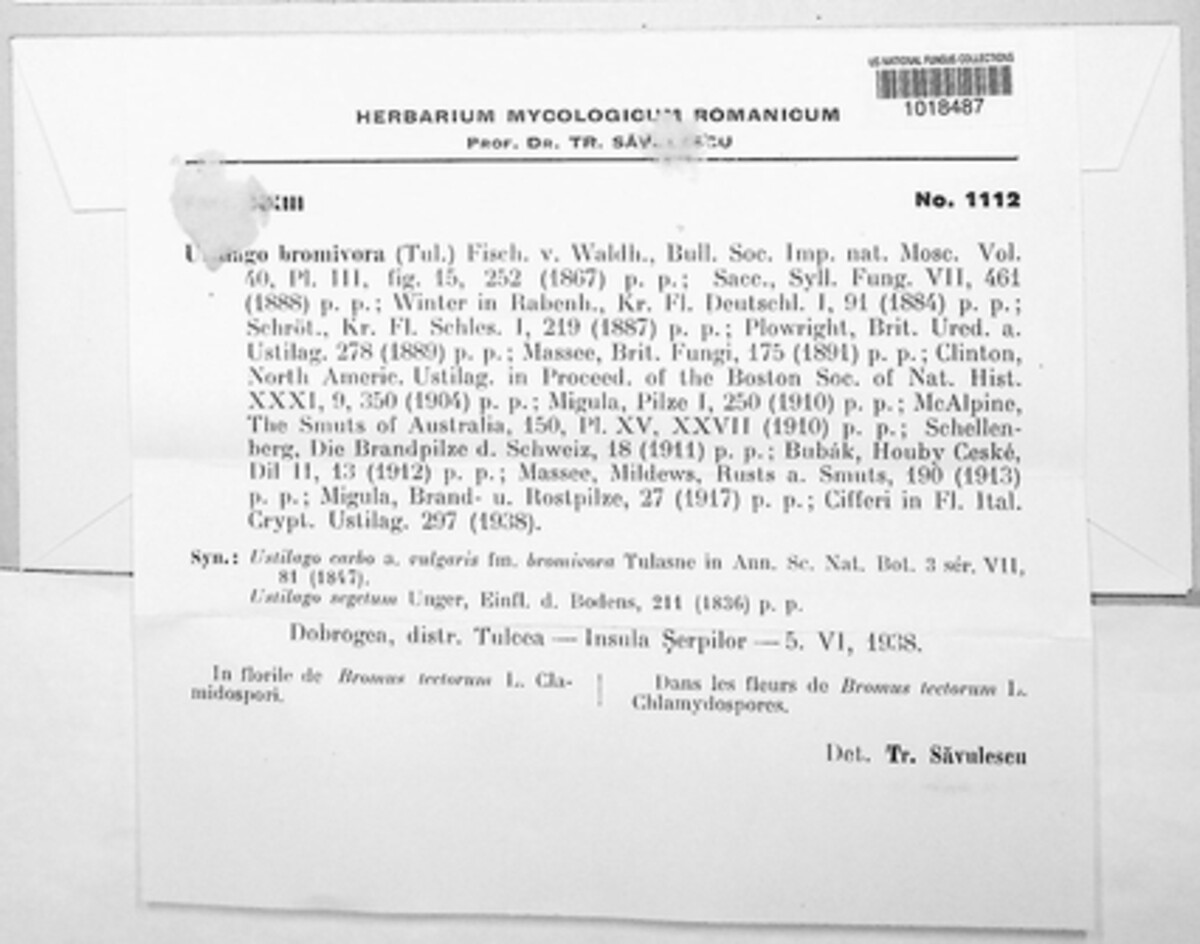 US NATIONAL FUNGUS COLLECTIONS
1018487
HERBARIUM MYCOLOGICUM ROMANICUM
PROF. DR. TR. SĂVULESCU
No. 1112
Ustilago bromivora (Tul.) Fisch. v. Waldh., Bull. Soc. Imp. nat. Mosc. Vol.
40, Pl. III, fig. 15, 252 (1867) p. p.; Sacc., Syll. Fung. VII, 461
(1888) p. p.; Winter in Rabenh., Kr. Fl. Deutschl. I, 91 (1884) p. p.;
Schröt., Kr. Fl. Schles. I, 219 (1887) p. p.; Plowright, Brit. Ured. a.
Ustilag. 278 (1889) p. p.; Massee, Brit. Fungi, 175 (1891) p. p.; Clinton,
North Americ. Ustilag. in Proceed. of the Boston Soc. of Nat. Hist.
XXXI, 9, 350 (1904) p. p.; Migula, Pilze I, 250 (1910) p. p.; McAlpine,
The Smuts of Australia, 150, Pl. XV, XXVII (1910) p. p.; Schellen-
berg, Die Brandpilze d. Schweiz, 18 (1911) p. p.; Bubák, Houby Ceské,
Dil II, 13 (1912) p. p.; Massee, Mildews, Rusts a. Smuts, 190 (1913)
p. p.; Migula, Brand- u. Rostpilze, 27 (1917) p. p.; Cifferi in Fl. Ital.
Crypt. Ustilag. 297 (1938).
Syn.: Ustilago carbo a. vulgaris fm. bromivora Tulasne in Ann. Sc. Nat. Bot. 3 sér. VII,
81 (1847).
Ustilago segetum Unger, Einfl. d. Bodens, 211 (1836) p. p.
Dobrogea, distr. Tulcea — Insula Șerpilor — 5. VI, 1938.
In florile de Bromus tectorum L. Cla-
midospori.
Dans les fleurs de Bromus tectorum L.
Chlamydospores.
Det. Tr. Săvulescu